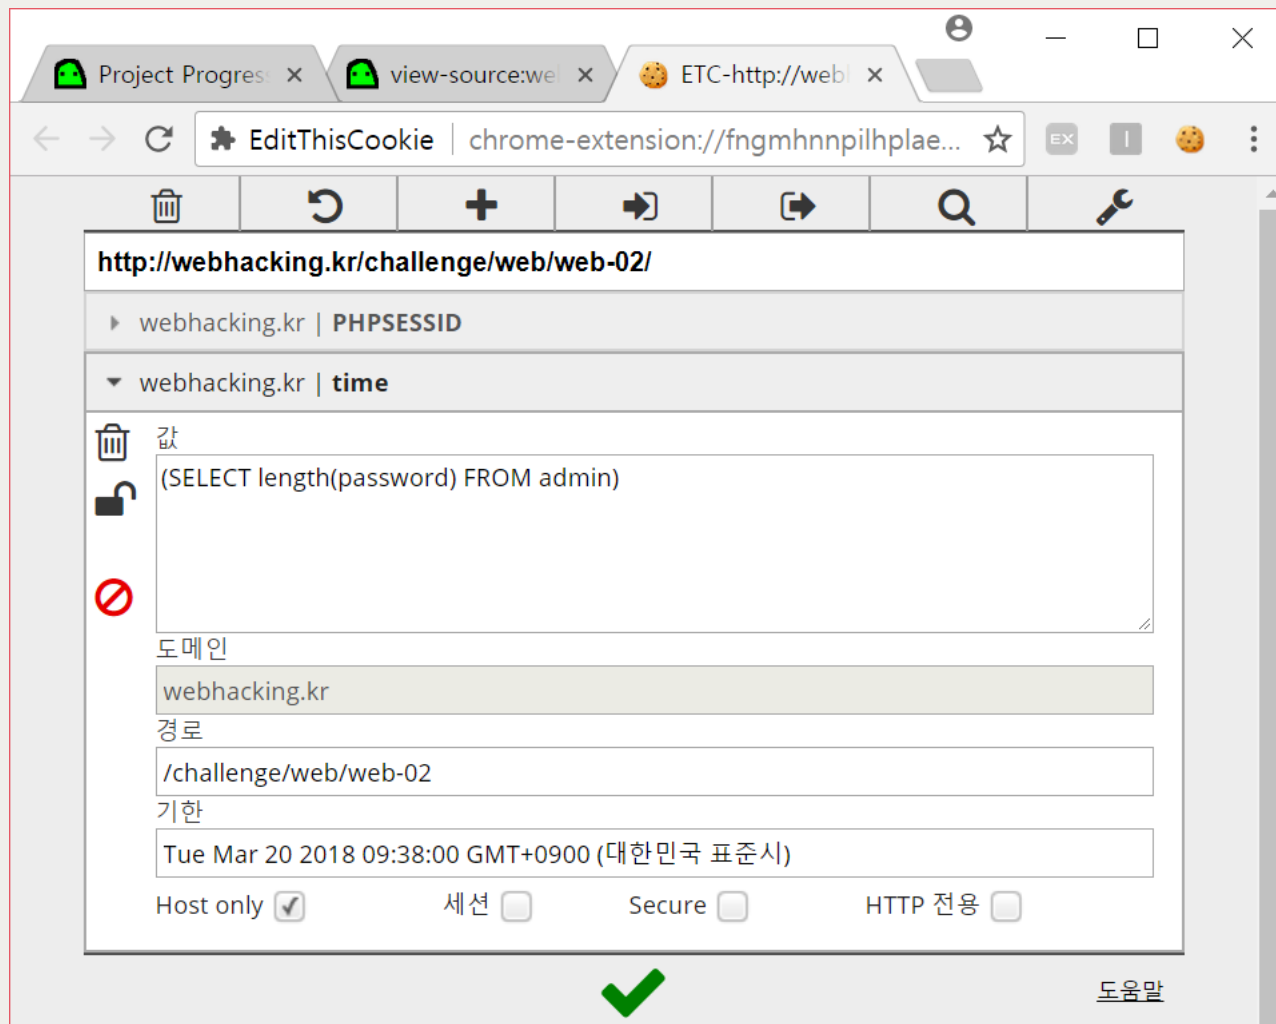 Project Progres
view-source:we
ETC-http://webl
EditThisCookie
chrome-extension://fngmhnnpilhplae...
EX
I
http://webhacking.kr/challenge/web/web-02/
webhacking.kr | PHPSESSID
webhacking.kr | time
값
(SELECT length(password) FROM admin)
도메인
webhacking.kr
경로
/challenge/web/web-02
기한
Tue Mar 20 2018 09:38:00 GMT+0900 (대한민국 표준시)
Host only 세션 Secure HTTP 전용
도움말